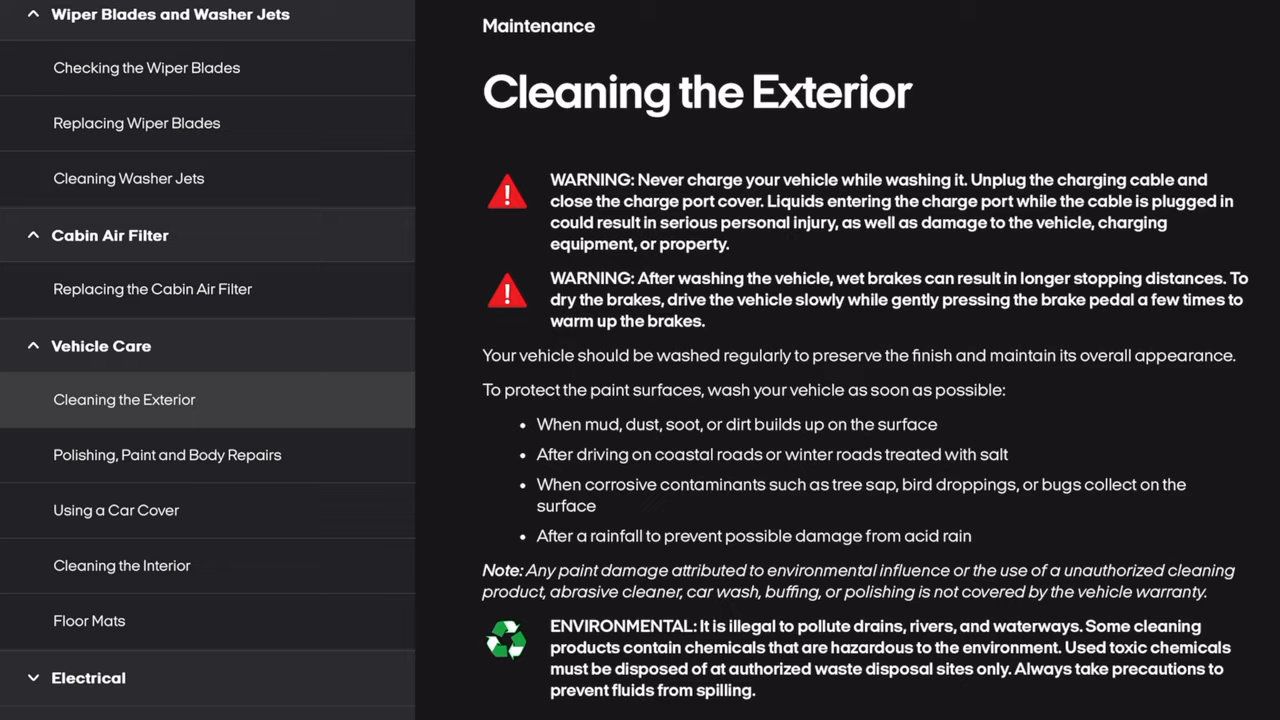 Wiper Blades and Washer Jets
Checking the Wiper Blades
Replacing Wiper Blades
Cleaning Washer Jets
Cabin Air Filter
Replacing the Cabin Air Filter
Vehicle Care
Cleaning the Exterior
Polishing, Paint and Body Repairs
Using a Car Cover
Cleaning the Interior
Floor Mats
Electrical
Maintenance
Cleaning the Exterior
WARNING: Never charge your vehicle while washing it. Unplug the charging cable and
close the charge port cover. Liquids entering the charge port while the cable is plugged in
could result in serious personal injury, as well as damage to the vehicle, charging
equipment, or property.
WARNING: After washing the vehicle, wet brakes can result in longer stopping distances. To
dry the brakes, drive the vehicle slowly while gently pressing the brake pedal a few times to
warm up the brakes.
Your vehicle should be washed regularly to preserve the finish and maintain its overall appearance.
To protect the paint surfaces, wash your vehicle as soon as possible:
• When mud, dust, soot, or dirt builds up on the surface
• After driving on coastal roads or winter roads treated with salt
• When corrosive contaminants such as tree sap, bird droppings, or bugs collect on the
surface
• After a rainfall to prevent possible damage from acid rain
Note: Any paint damage attributed to environmental influence or the use of a unauthorized cleaning
product, abrasive cleaner, car wash, buffing, or polishing is not covered by the vehicle warranty.
ENVIRONMENTAL: It is illegal to pollute drains, rivers, and waterways. Some cleaning
products contain chemicals that are hazardous to the environment. Used toxic chemicals
must be disposed of at authorized waste disposal sites only. Always take precautions to
prevent fluids from spilling.